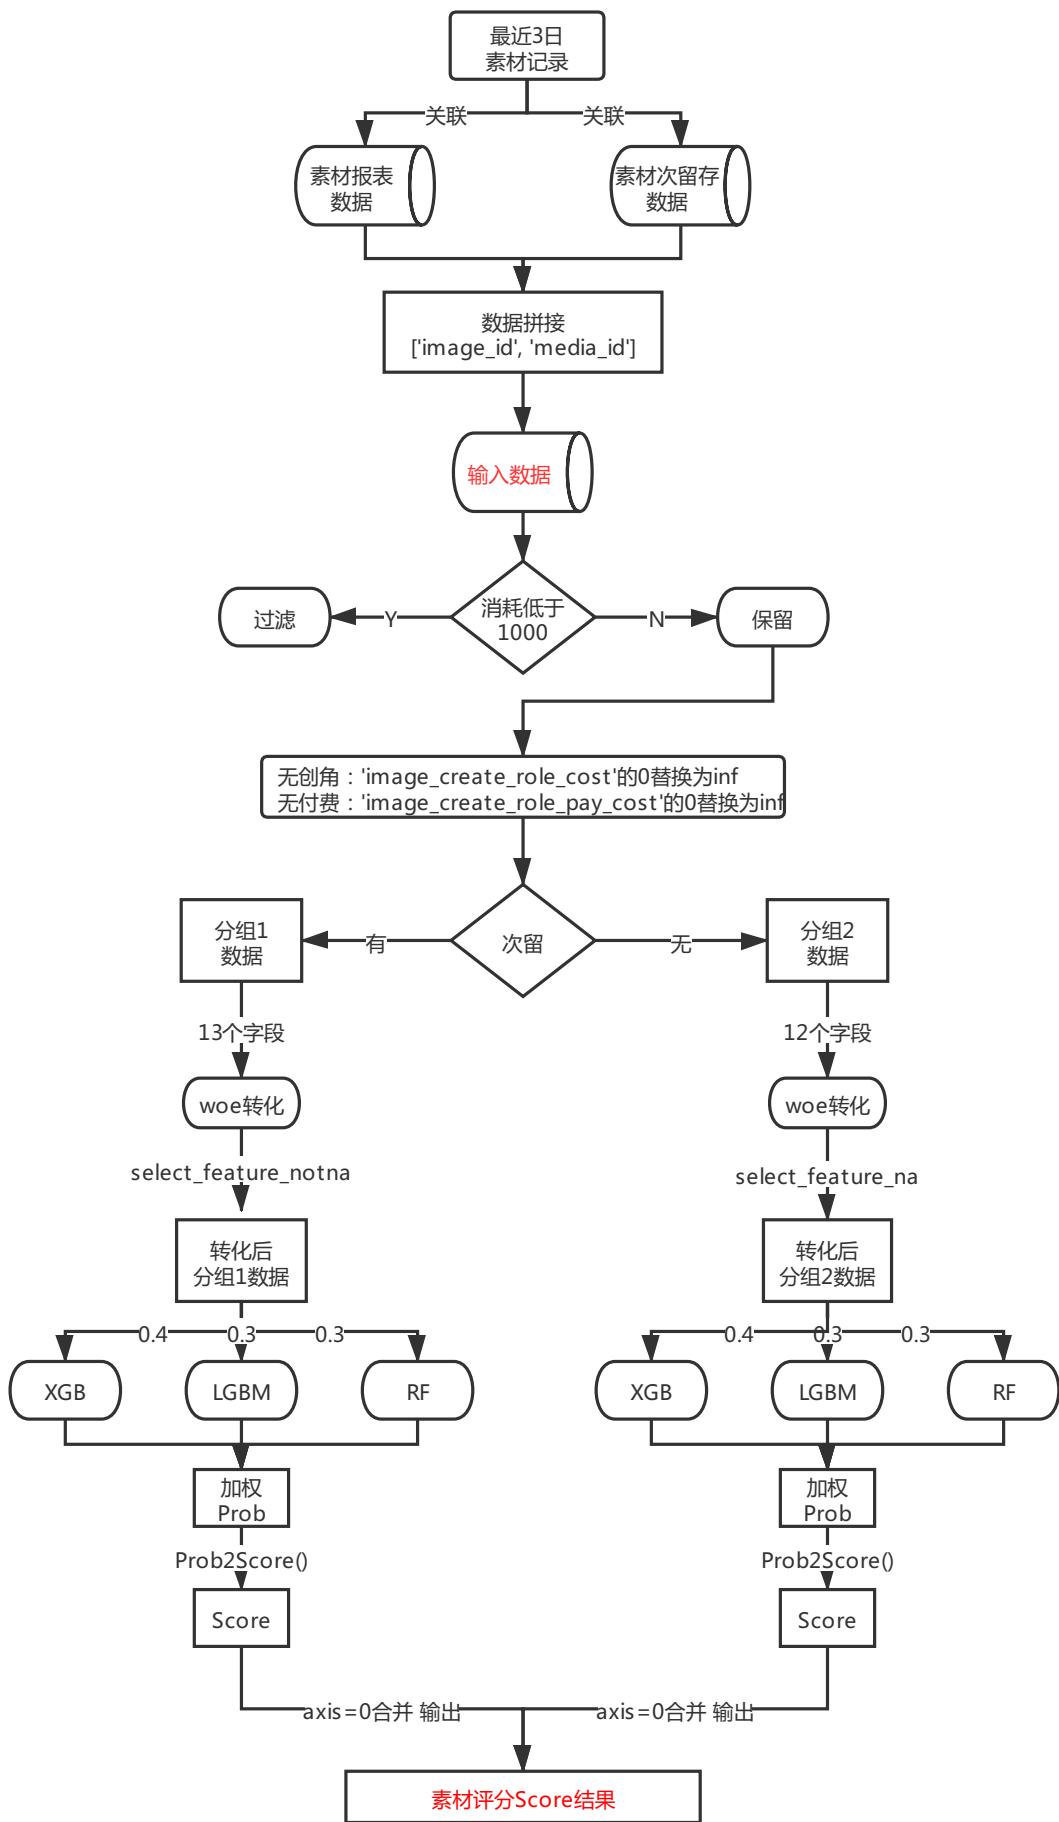 最近3日
素材记录
关联
关联
素材报表
数据
素材次留存
数据
数据拼接
['image_id', 'media_id']
输入数据
过滤
Y
消耗低于
1000
N
保留
无创角：'image_create_role_cost'的0替换为inf
无付费：'image_create_role_pay_cost'的0替换为inf
分组1
数据
有
次留
无
分组2
数据
13个字段
12个字段
woe转化
woe转化
select_feature_notna
select_feature_na
转化后
分组1数据
转化后
分组2数据
0.4
0.3
0.3
0.4
0.3
0.3
XGB
LGBM
RF
XGB
LGBM
RF
加权
Prob
加权
Prob
Prob2Score()
Prob2Score()
Score
Score
axis=0合并 输出
axis=0合并 输出
素材评分Score结果